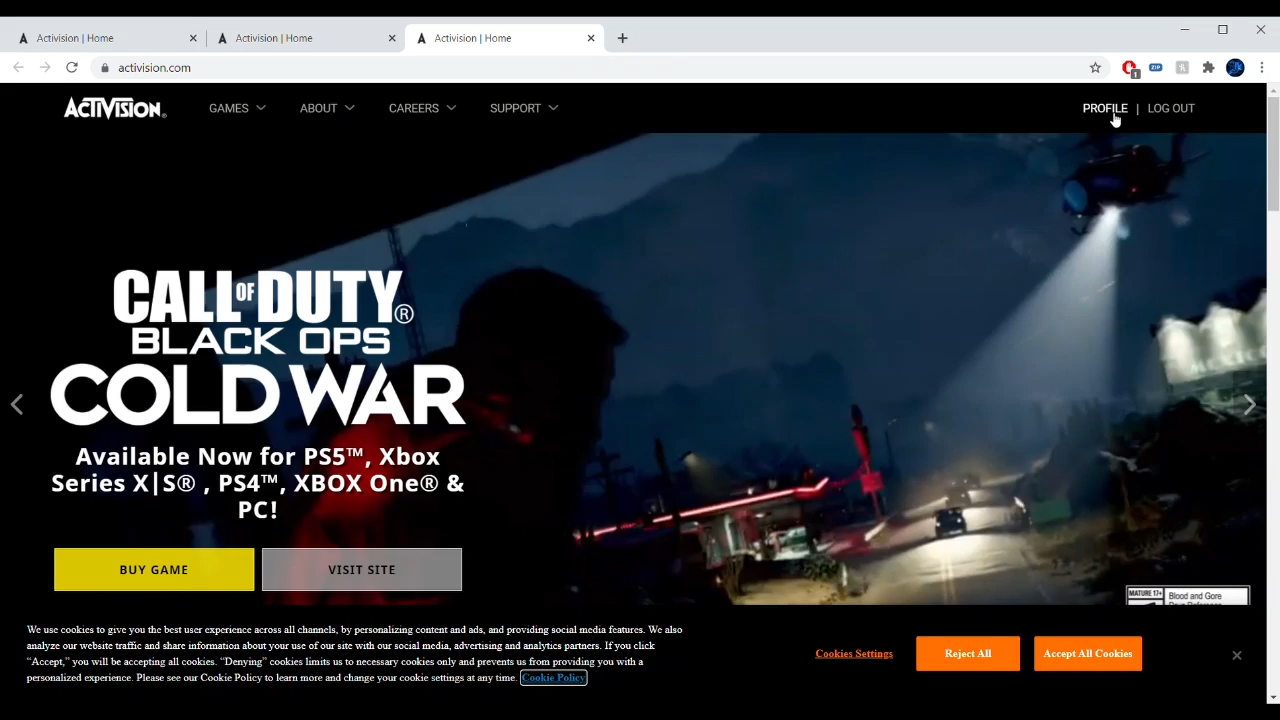 Activision | Home
Activision | Home
Activision | Home
activision.com
1
ZIP
ACTIVISION®
GAMES
ABOUT
CAREERS
SUPPORT
PROFILE | LOG OUT
CALL OF DUTY®
BLACK OPS
COLD WAR
Available Now for PS5™, Xbox
Series X|S® , PS4™, XBOX One® &
PC!
BUY GAME
VISIT SITE
MATURE 17+
Blood and Gore
We use cookies to give you the best user experience across all channels, by personalizing content and ads, and providing social media features. We also
analyze our website traffic and share information about your use of our site with our social media, advertising and analytics partners. If you click
“Accept,” you will be accepting all cookies. “Denying” cookies limits us to necessary cookies only and prevents us from providing you with a
personalized experience. Please see our Cookie Policy to learn more and change your cookie settings at any time. Cookie Policy
Cookies Settings
Reject All
Accept All Cookies